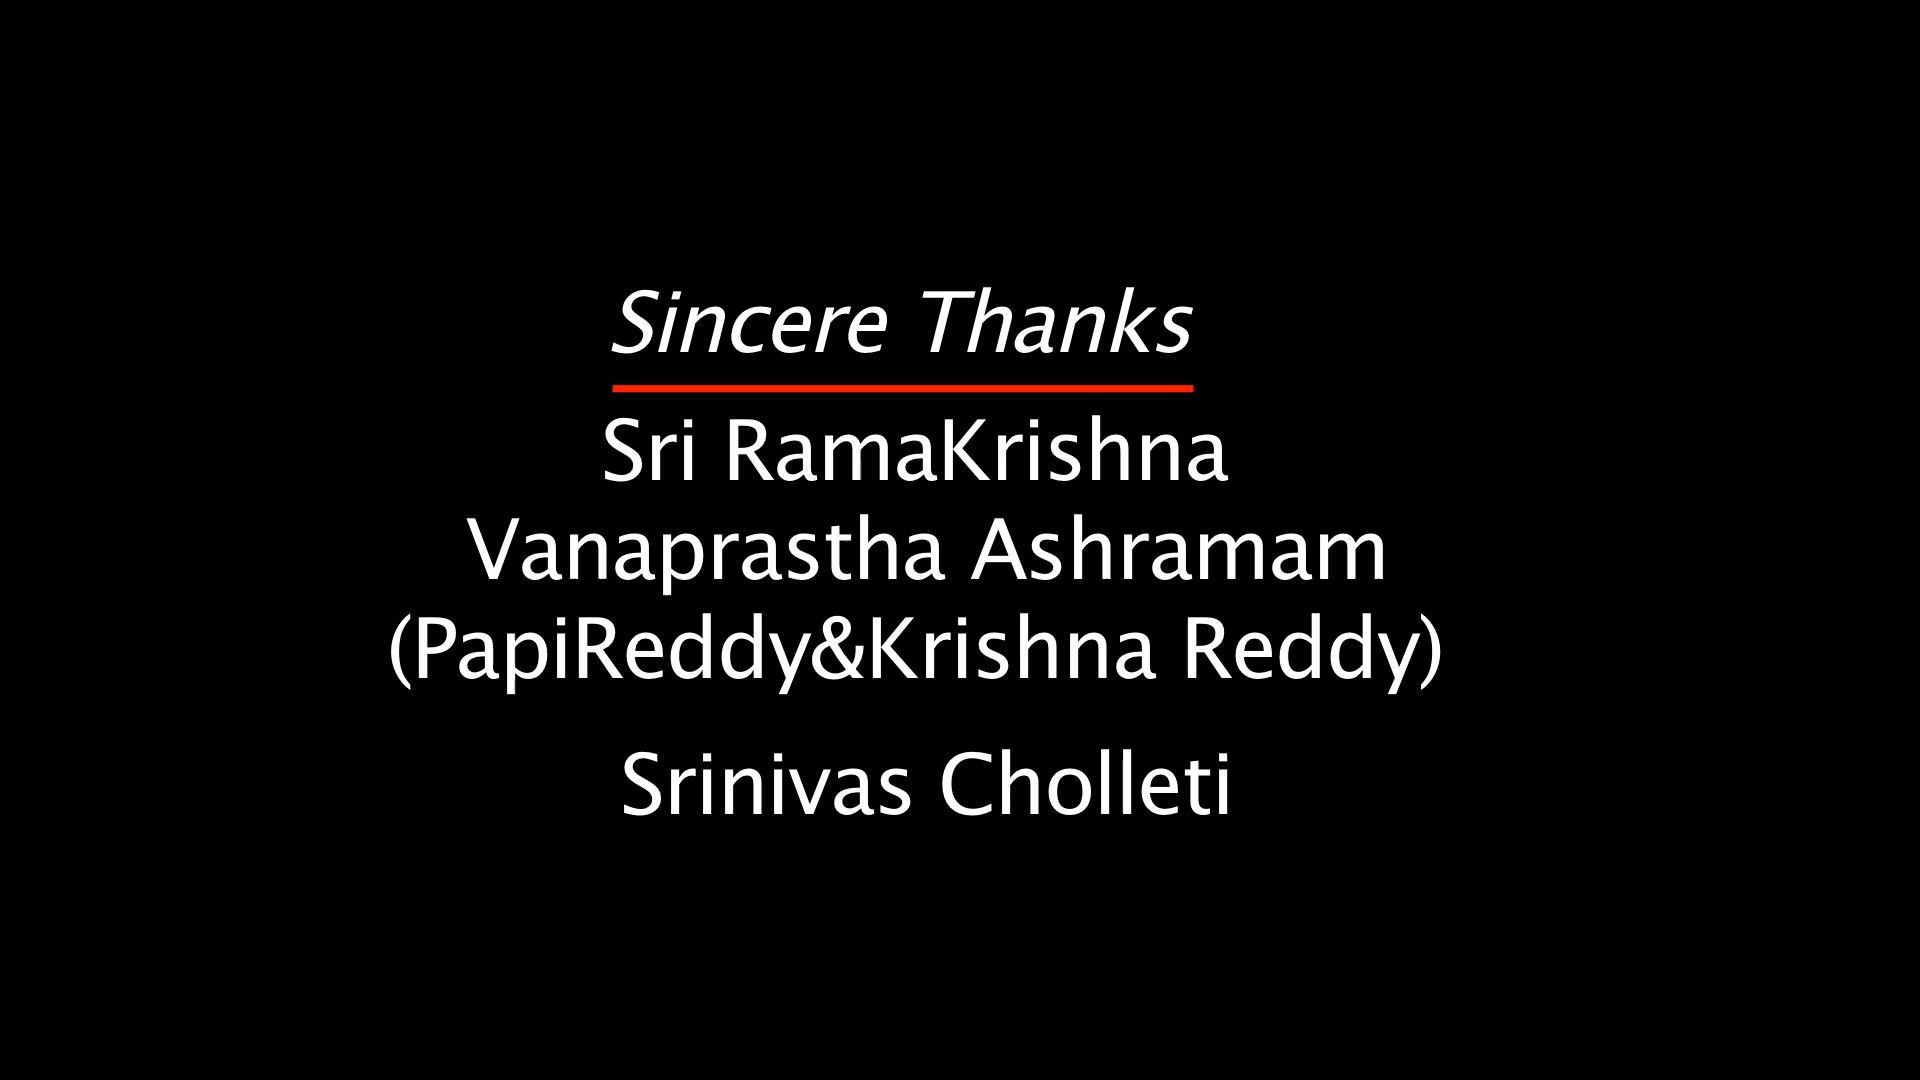 Sincere Thanks
Sri RamaKrishna
Vanaprastha Ashramam
(PapiReddy&Krishna Reddy)
Srinivas Cholleti